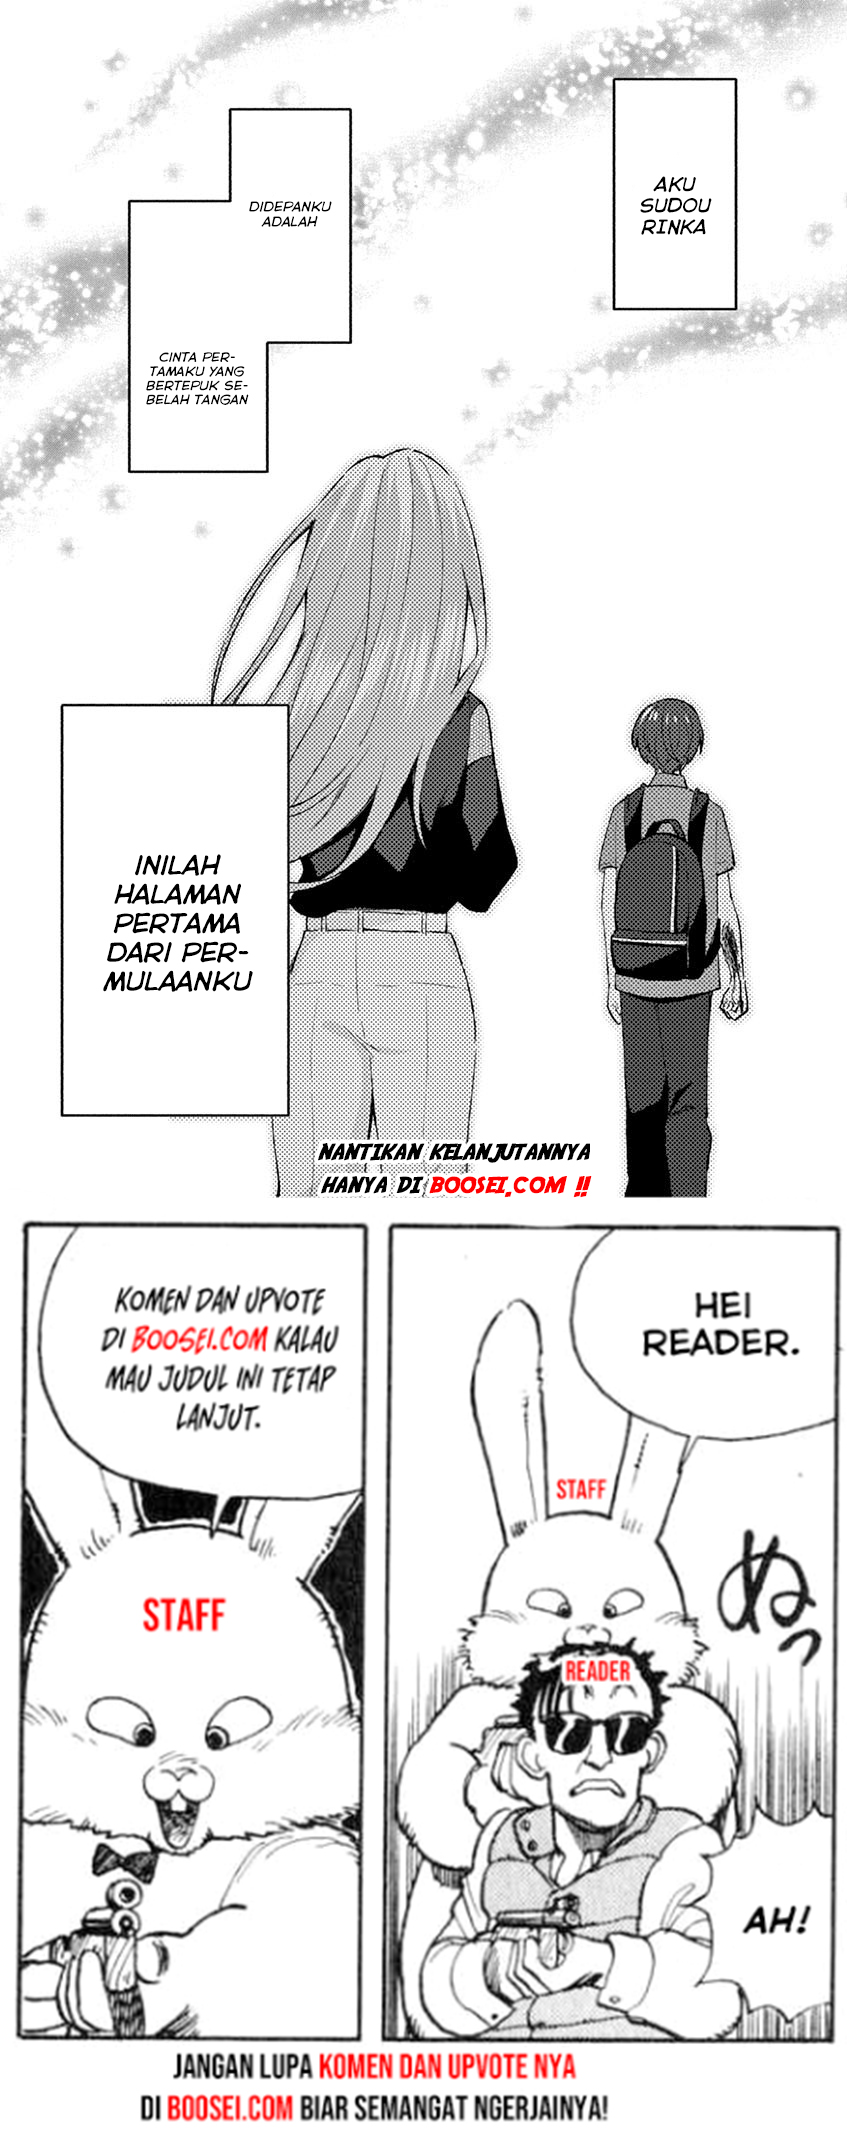 AKU
SUDOU
RINKA
DIDEPANKU
ADALAH
CINTA PER-
TAMAKU YANG
BERTEPUK SE-
BELAH TANGAN
INILAH
HALAMAN
PERTAMA
DARI PER-
MULAANKU
NANTIKAN KELANJUTANNYA
HANYA DI BOOSEI.COM !!
HEI
READER.
STAFF
READER
ぬっ
AH!
KOMEN DAN UPVOTE
DI BOOSEI.COM KALAU
MAU JUDUL INI TETAP
LANJUT.
STAFF
JANGAN LUPA KOMEN DAN UPVOTE NYA
DI BOOSEI.COM BIAR SEMANGAT NGERJAINYA!